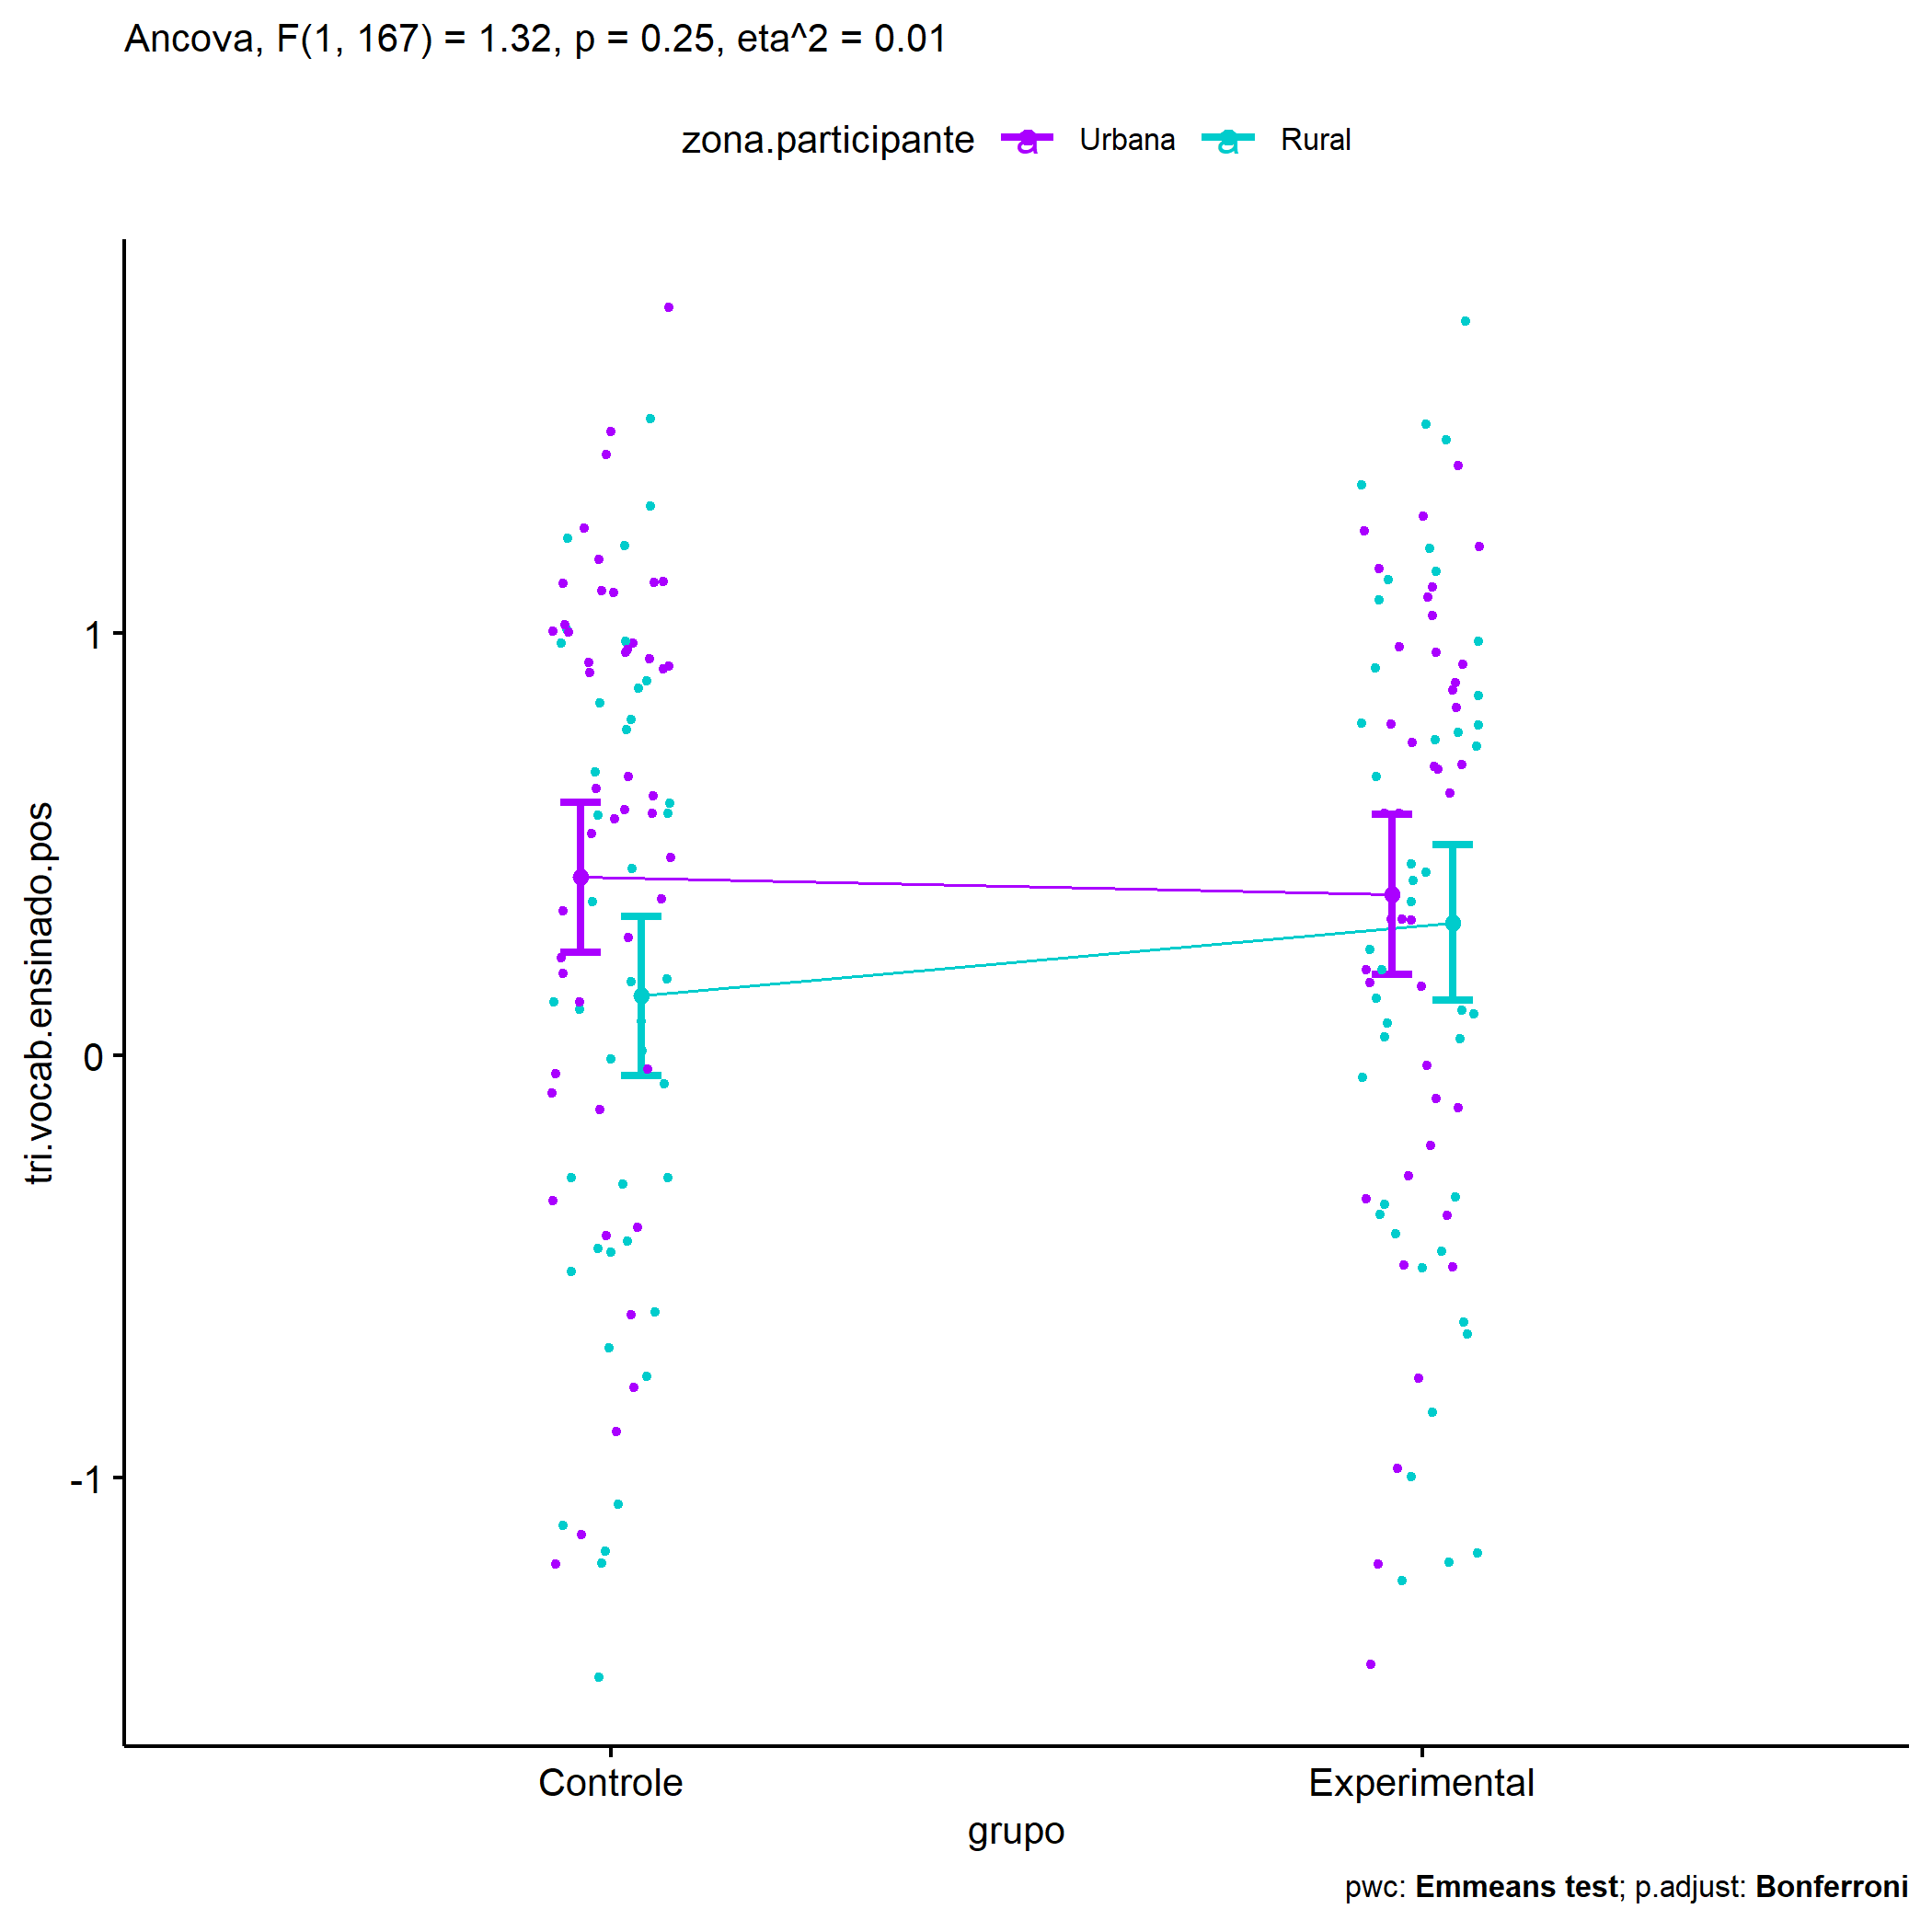 Ancova, F(1, 167) = 1.32, p = 0.25, eta^2 = 0.01
zona.participante a Urbana a Rural
tri.vocab.ensinado.pos
1
0
-1
Controle Experimental
grupo
pwc: Emmeans test; p.adjust: Bonferroni